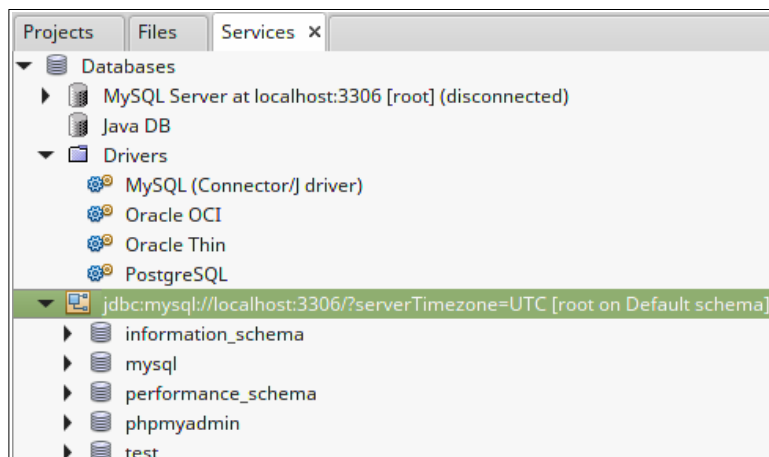 Projects Files Services ×
Databases
MySQL Server at localhost:3306 [root] (disconnected)
Java DB
Drivers
MySQL (Connector/J driver)
Oracle OCI
Oracle Thin
PostgreSQL
jdbc:mysql://localhost:3306/?serverTimezone=UTC [root on Default schema]
information_schema
mysql
performance_schema
phpmyadmin
test